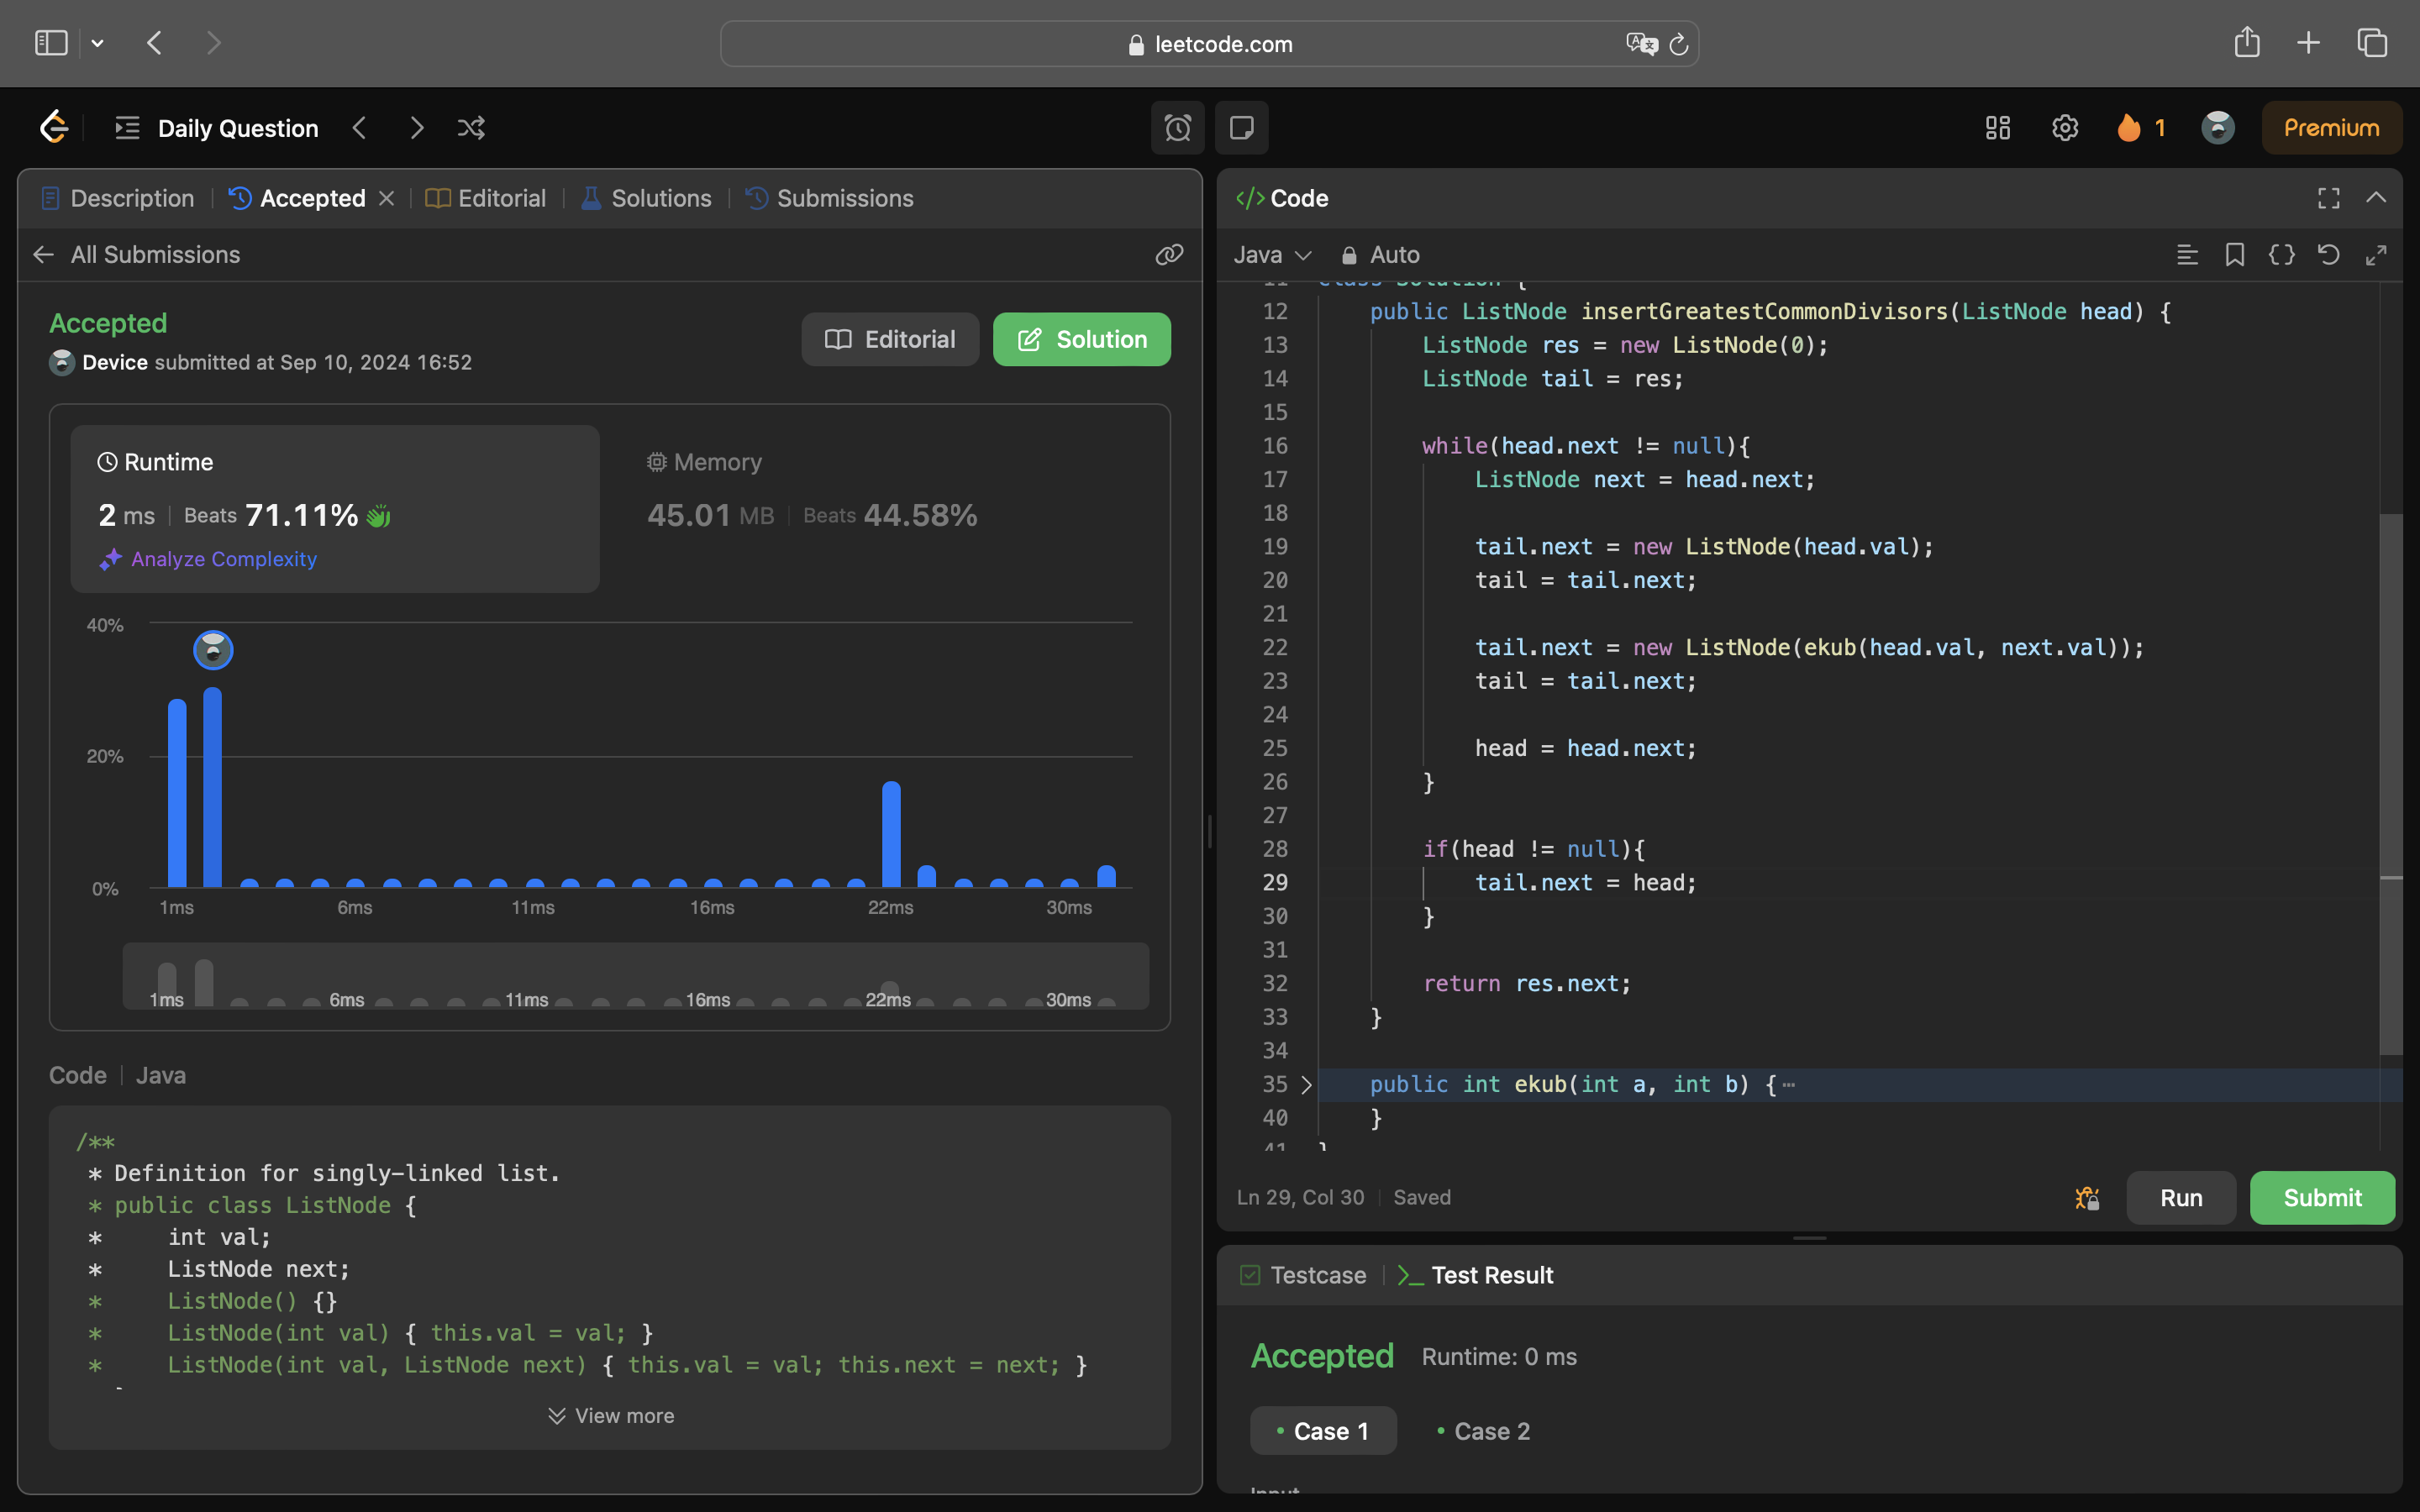 leetcode.com
Daily Question
1
Premium
Description
Accepted
Editorial
Solutions
Submissions
All Submissions
Accepted
Device submitted at Sep 10, 2024 16:52
Editorial
Solution
Runtime
2 ms
Beats 71.11%
Analyze Complexity
Memory
45.01 MB
Beats 44.58%
40%
20%
0%
1ms 6ms 11ms 16ms 22ms 30ms
1ms 6ms 11ms 16ms 22ms 30ms
Code
Java
/**
* Definition for singly-linked list.
* public class ListNode {
*     int val;
*     ListNode next;
*     ListNode() {}
*     ListNode(int val) { this.val = val; }
*     ListNode(int val, ListNode next) { this.val = val; this.next = next; }
View more
</> Code
Java
Auto
11 class Solution {
12     public ListNode insertGreatestCommonDivisors(ListNode head) {
13         ListNode res = new ListNode(0);
14         ListNode tail = res;
15
16         while(head.next != null){
17             ListNode next = head.next;
18
19             tail.next = new ListNode(head.val);
20             tail = tail.next;
21
22             tail.next = new ListNode(ekub(head.val, next.val));
23             tail = tail.next;
24
25             head = head.next;
26         }
27
28         if(head != null){
29             tail.next = head;
30         }
31
32         return res.next;
33     }
34
35     public int ekub(int a, int b) {⋯
40     }
41 }
Ln 29, Col 30
Saved
Run
Submit
Testcase
Test Result
Accepted
Runtime: 0 ms
Case 1
Case 2
Input